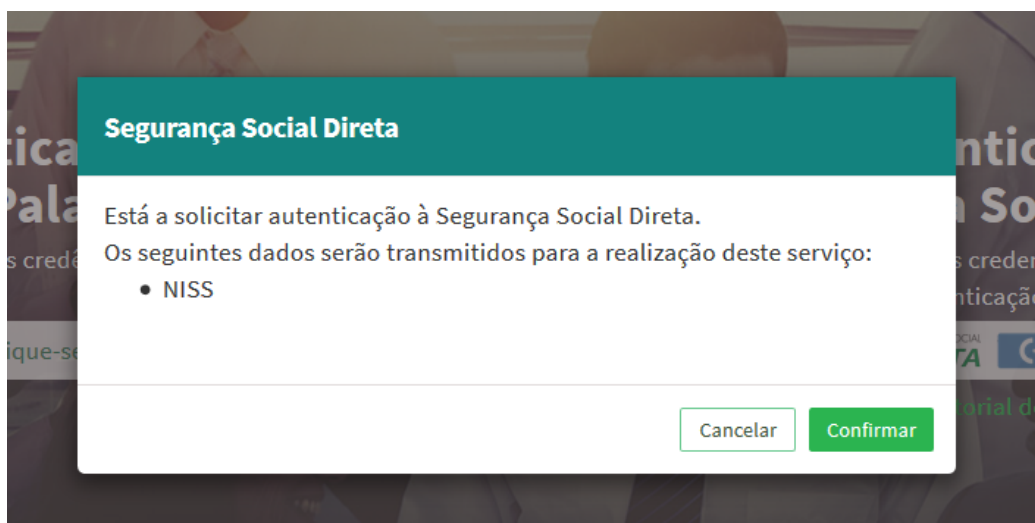 Segurança Social Direta
Está a solicitar autenticação à Segurança Social Direta.
Os seguintes dados serão transmitidos para a realização deste serviço:
• NISS
Cancelar
Confirmar